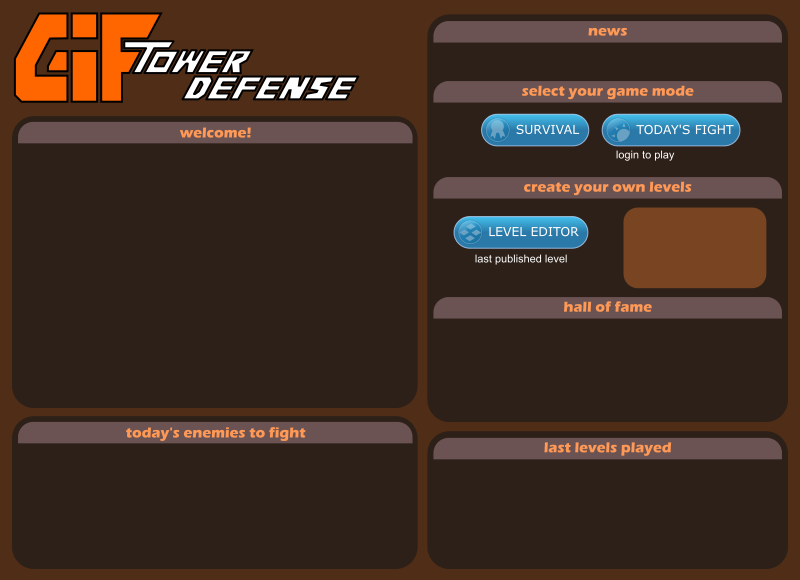 GiF TOWER
DEFENSE
welcome!
today's enemies to fight
news
select your game mode
SURVIVAL
TODAY'S FIGHT
login to play
create your own levels
LEVEL EDITOR
last published level
hall of fame
last levels played